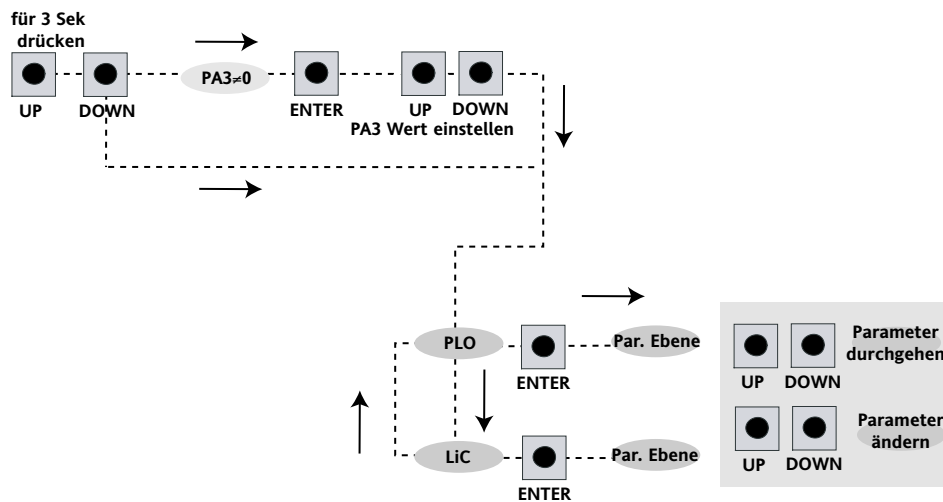 für 3 Sek
drücken
PA3≠0
UP
DOWN
ENTER
UP
DOWN
PA3 Wert einstellen
PLO
ENTER
Par. Ebene
LiC
ENTER
Par. Ebene
Parameter
durchgehen
UP
DOWN
Parameter
ändern
UP
DOWN